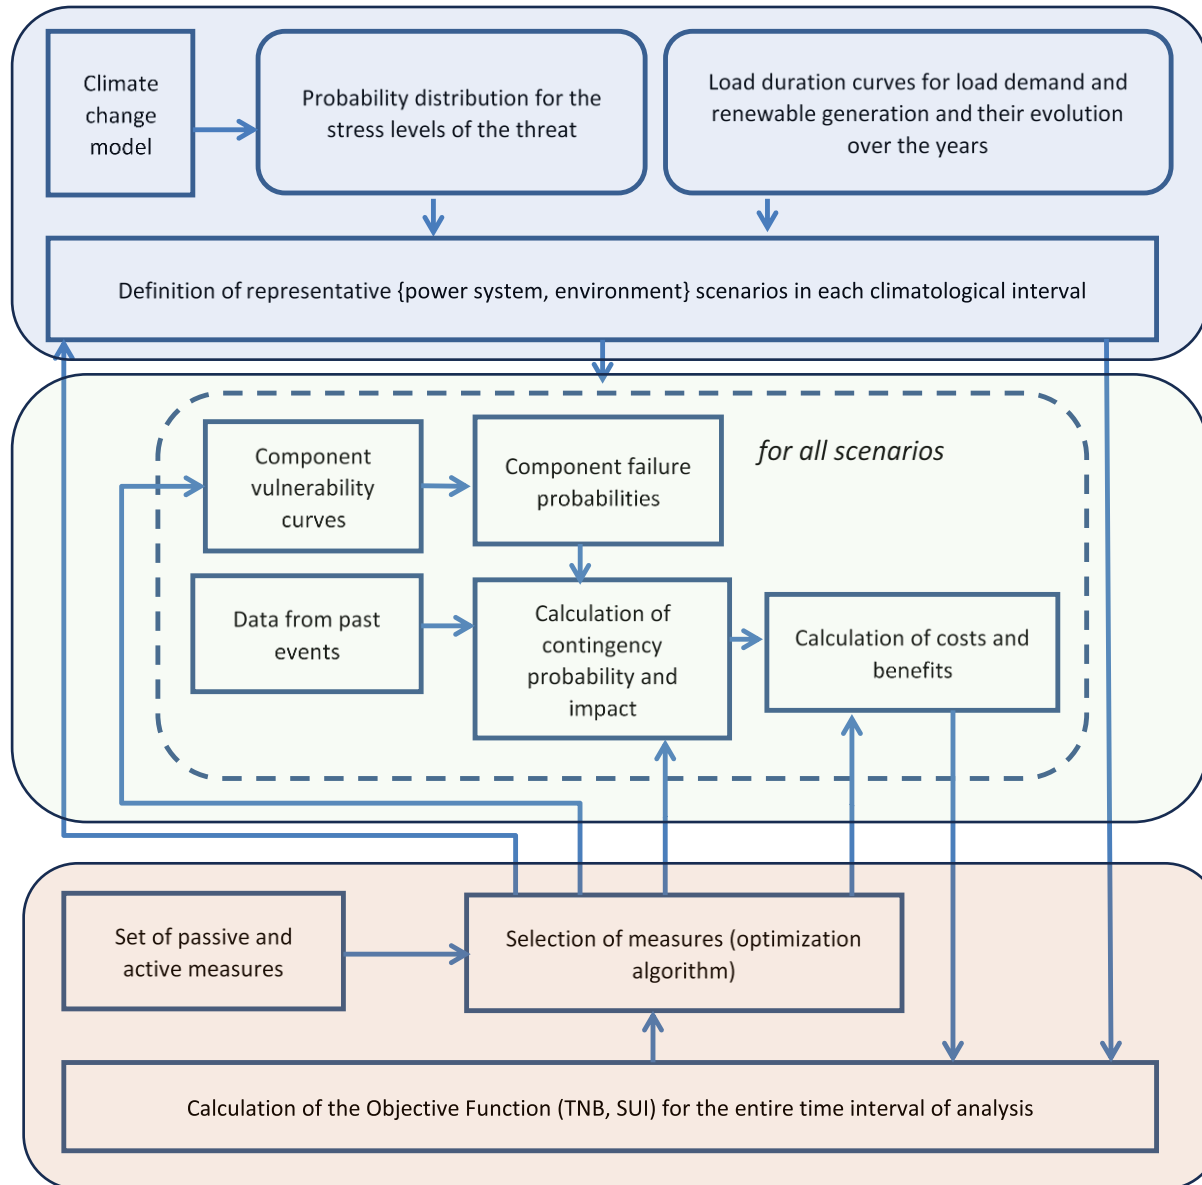 Climate
change
model
Probability distribution for the
stress levels of the threat
Load duration curves for load demand and
renewable generation and their evolution
over the years
Definition of representative {power system, environment} scenarios in each climatological interval
for all scenarios
Component
vulnerability
curves
Component failure
probabilities
Data from past
events
Calculation of
contingency
probability and
impact
Calculation of costs and
benefits
Set of passive and
active measures
Selection of measures (optimization
algorithm)
Calculation of the Objective Function (TNB, SUI) for the entire time interval of analysis